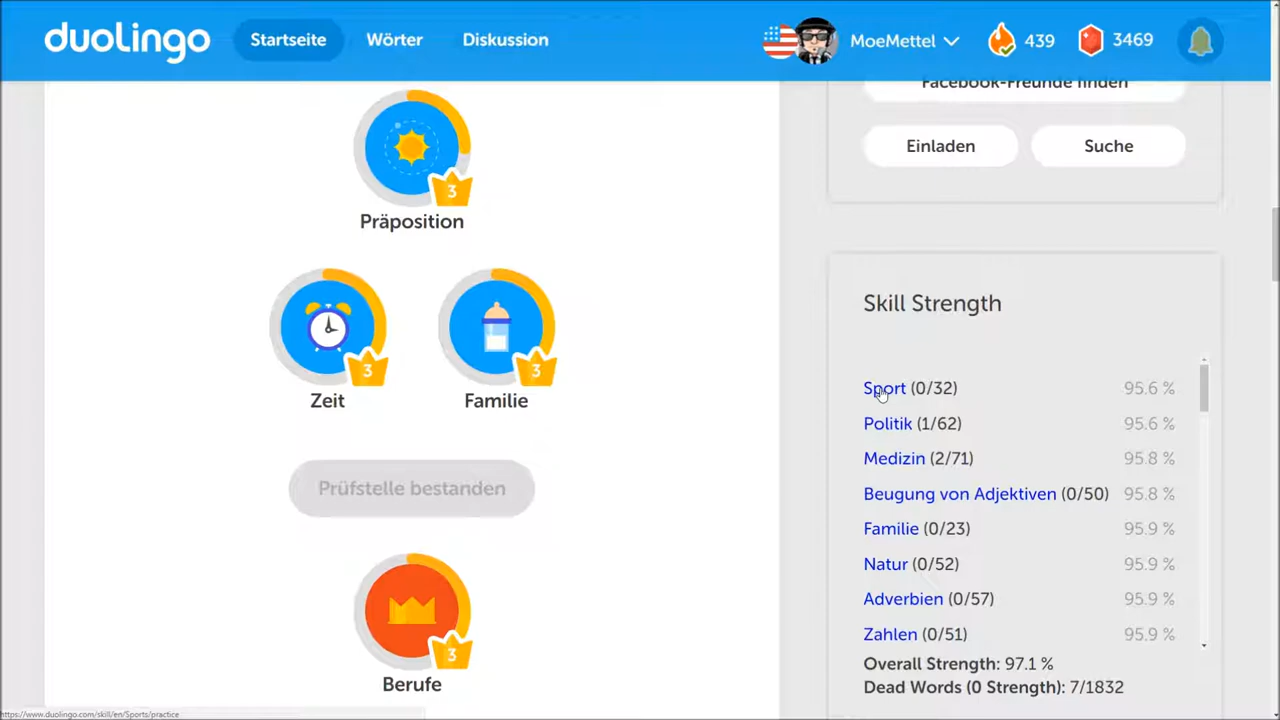 duolingo Startseite Wörter Diskussion MoeMettel 439 3469
Facebook-Freunde finden
Einladen Suche
3
Präposition
3
Zeit
3
Familie
Prüfstelle bestanden
3
Berufe
Skill Strength
Sport (0/32) 95.6 %
Politik (1/62) 95.6 %
Medizin (2/71) 95.8 %
Beugung von Adjektiven (0/50) 95.8 %
Familie (0/23) 95.9 %
Natur (0/52) 95.9 %
Adverbien (0/57) 95.9 %
Zahlen (0/51) 95.9 %
Overall Strength: 97.1 %
Dead Words (0 Strength): 7/1832
https://www.duolingo.com/skill/en/Sports/practice